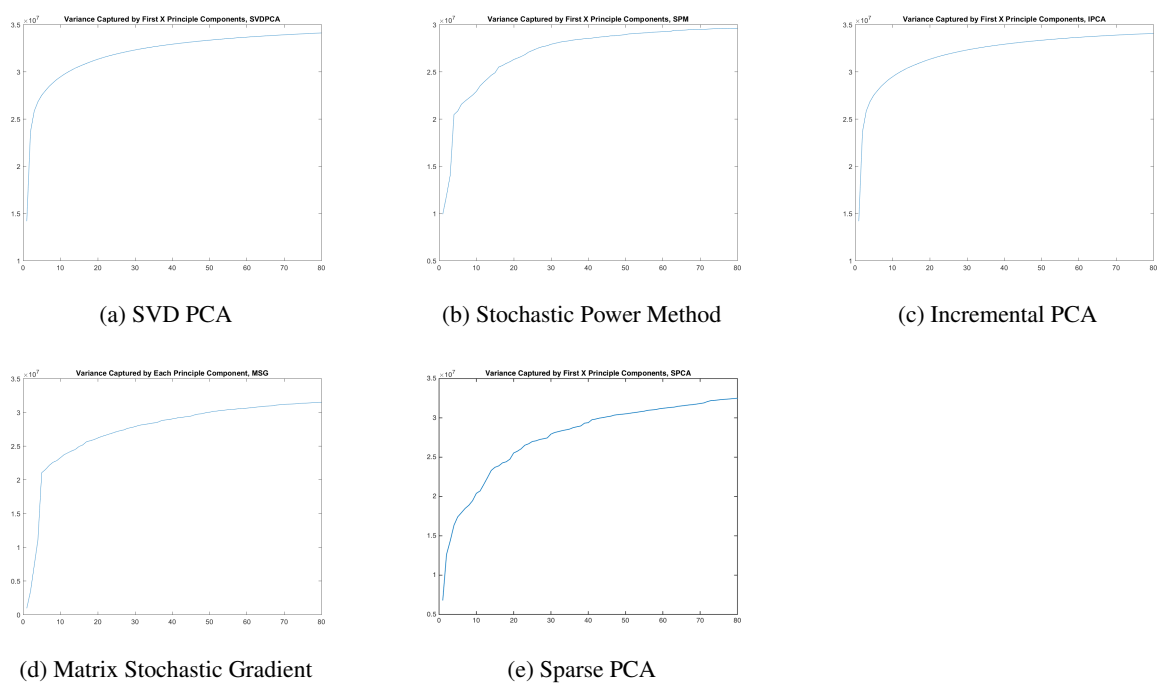 Variance Captured by First X Principle Components, SVDPCA
×10⁷
3.5
3
2.5
2
1.5
1
0 10 20 30 40 50 60 70 80
(a) SVD PCA
Variance Captured by First X Principle Components, SPM
×10⁷
3
2.5
2
1.5
1
0.5
0 10 20 30 40 50 60 70 80
(b) Stochastic Power Method
Variance Captured by First X Principle Components, IPCA
×10⁷
3.5
3
2.5
2
1.5
1
0 10 20 30 40 50 60 70 80
(c) Incremental PCA
Variance Captured by Each Principle Component, MSG
×10⁷
3.5
3
2.5
2
1.5
1
0.5
0
0 10 20 30 40 50 60 70 80
(d) Matrix Stochastic Gradient
Variance Captured by First X Principle Components, SPCA
×10⁷
3.5
3
2.5
2
1.5
1
0.5
0 10 20 30 40 50 60 70 80
(e) Sparse PCA